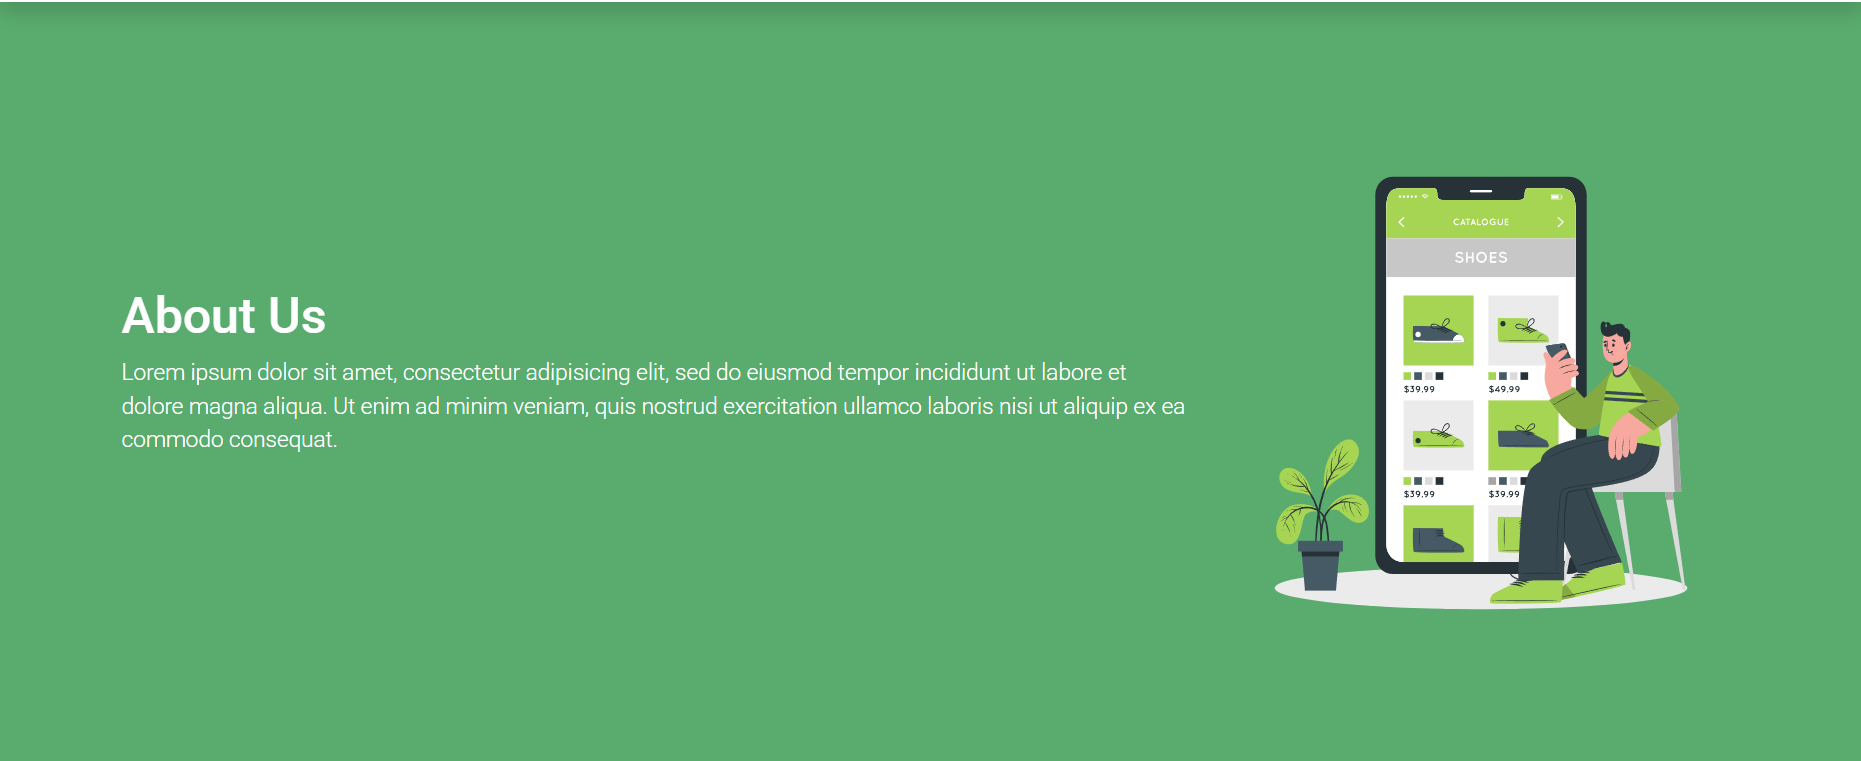 About Us
Lorem ipsum dolor sit amet, consectetur adipisicing elit, sed do eiusmod tempor incididunt ut labore et
dolore magna aliqua. Ut enim ad minim veniam, quis nostrud exercitation ullamco laboris nisi ut aliquip ex ea
commodo consequat.
CATALOGUE
SHOES
$39.99 $49.99
$39.99 $39.99